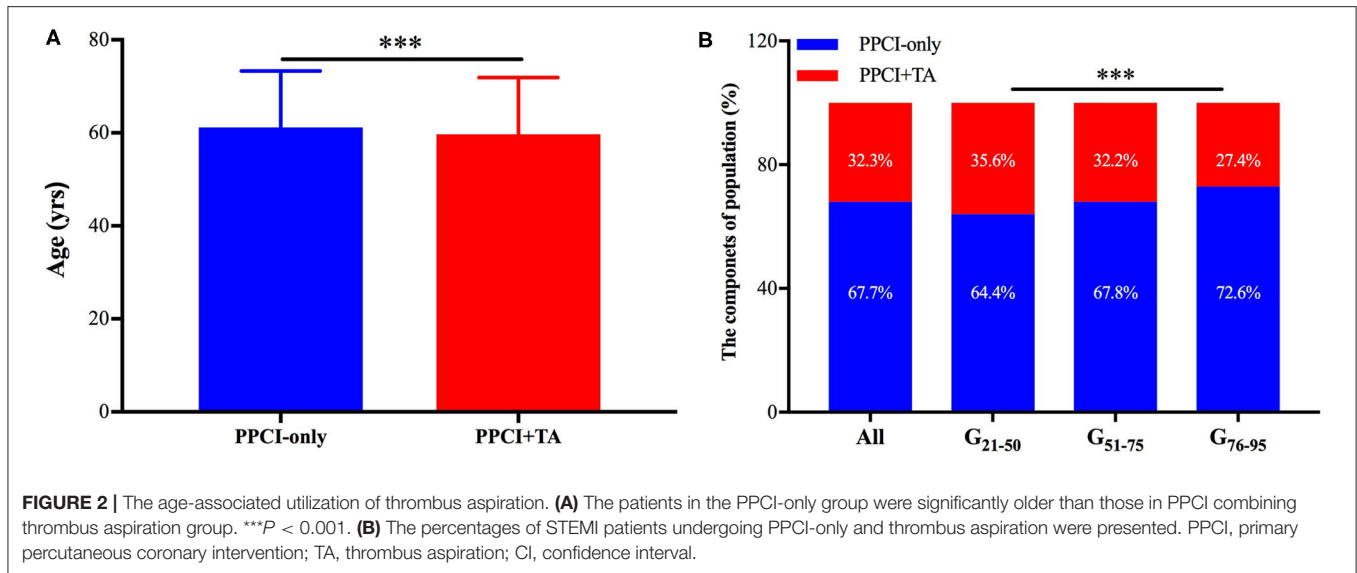 A
80
60
40
20
0
Age (yrs)
***
PPCI-only
PPCI+TA
B
PPCI-only
PPCI+TA
120
80
40
0
The componets of population (%)
***
32.3%
35.6%
32.2%
27.4%
67.7%
64.4%
67.8%
72.6%
All
G21-50
G51-75
G76-95
FIGURE 2 | The age-associated utilization of thrombus aspiration. (A) The patients in the PPCI-only group were significantly older than those in PPCI combining
thrombus aspiration group. ***P < 0.001. (B) The percentages of STEMI patients undergoing PPCI-only and thrombus aspiration were presented. PPCI, primary
percutaneous coronary intervention; TA, thrombus aspiration; CI, confidence interval.